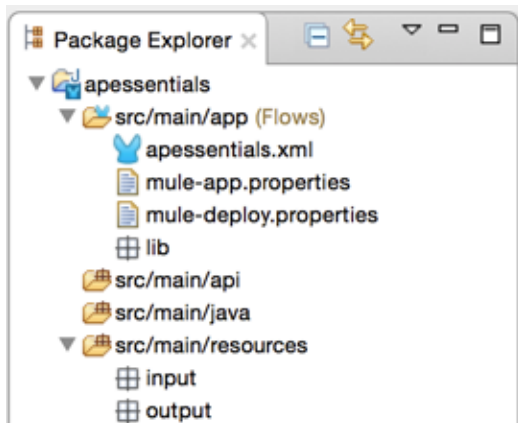 Package Explorer
apessentials
src/main/app (Flows)
apessentials.xml
mule-app.properties
mule-deploy.properties
lib
src/main/api
src/main/java
src/main/resources
input
output